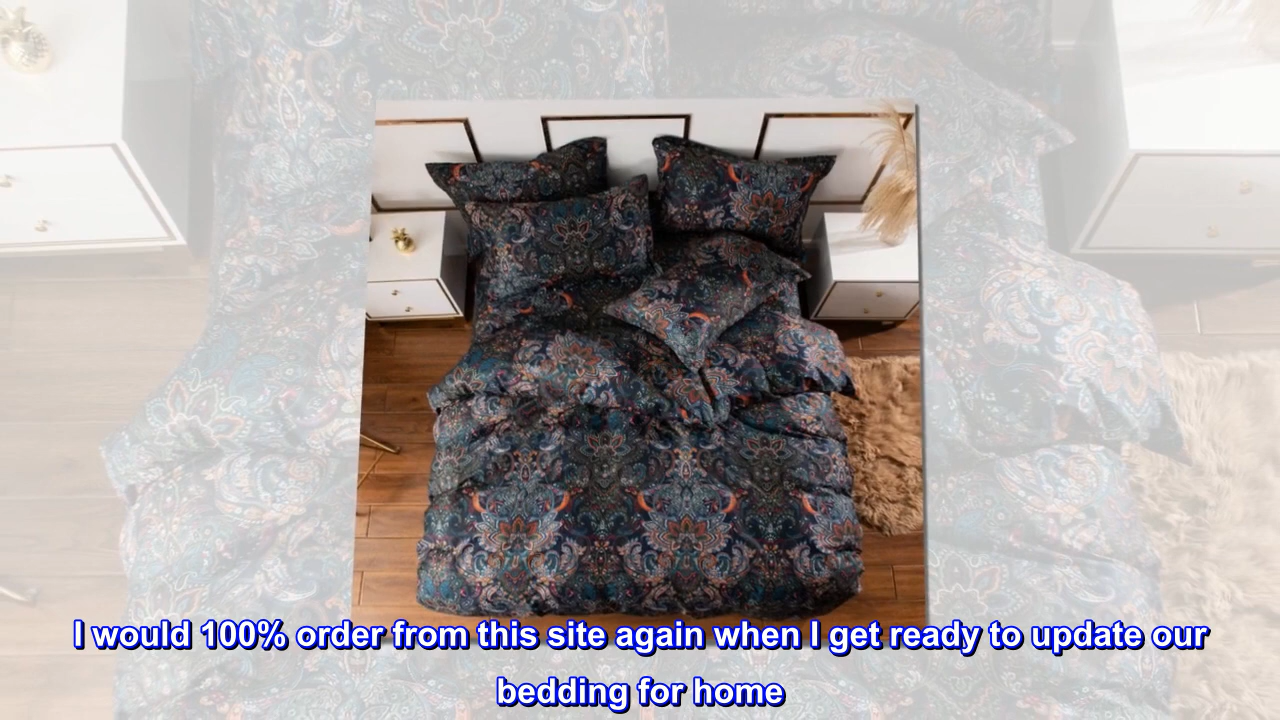 I would 100% order from this site again when I get ready to update our
bedding for home